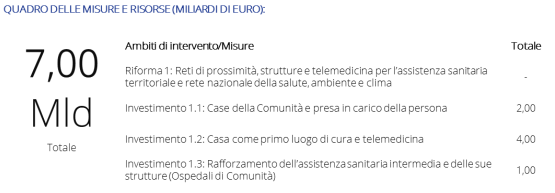 QUADRO DELLE MISURE E RISORSE (MILIARDI DI EURO):
7,00
Mld
Totale
Ambiti di intervento/Misure Totale
Riforma 1: Reti di prossimità, strutture e telemedicina per l'assistenza sanitaria
territoriale e rete nazionale della salute, ambiente e clima -
Investimento 1.1: Case della Comunità e presa in carico della persona 2,00
Investimento 1.2: Casa come primo luogo di cura e telemedicina 4,00
Investimento 1.3: Rafforzamento dell'assistenza sanitaria intermedia e delle sue
strutture (Ospedali di Comunità) 1,00